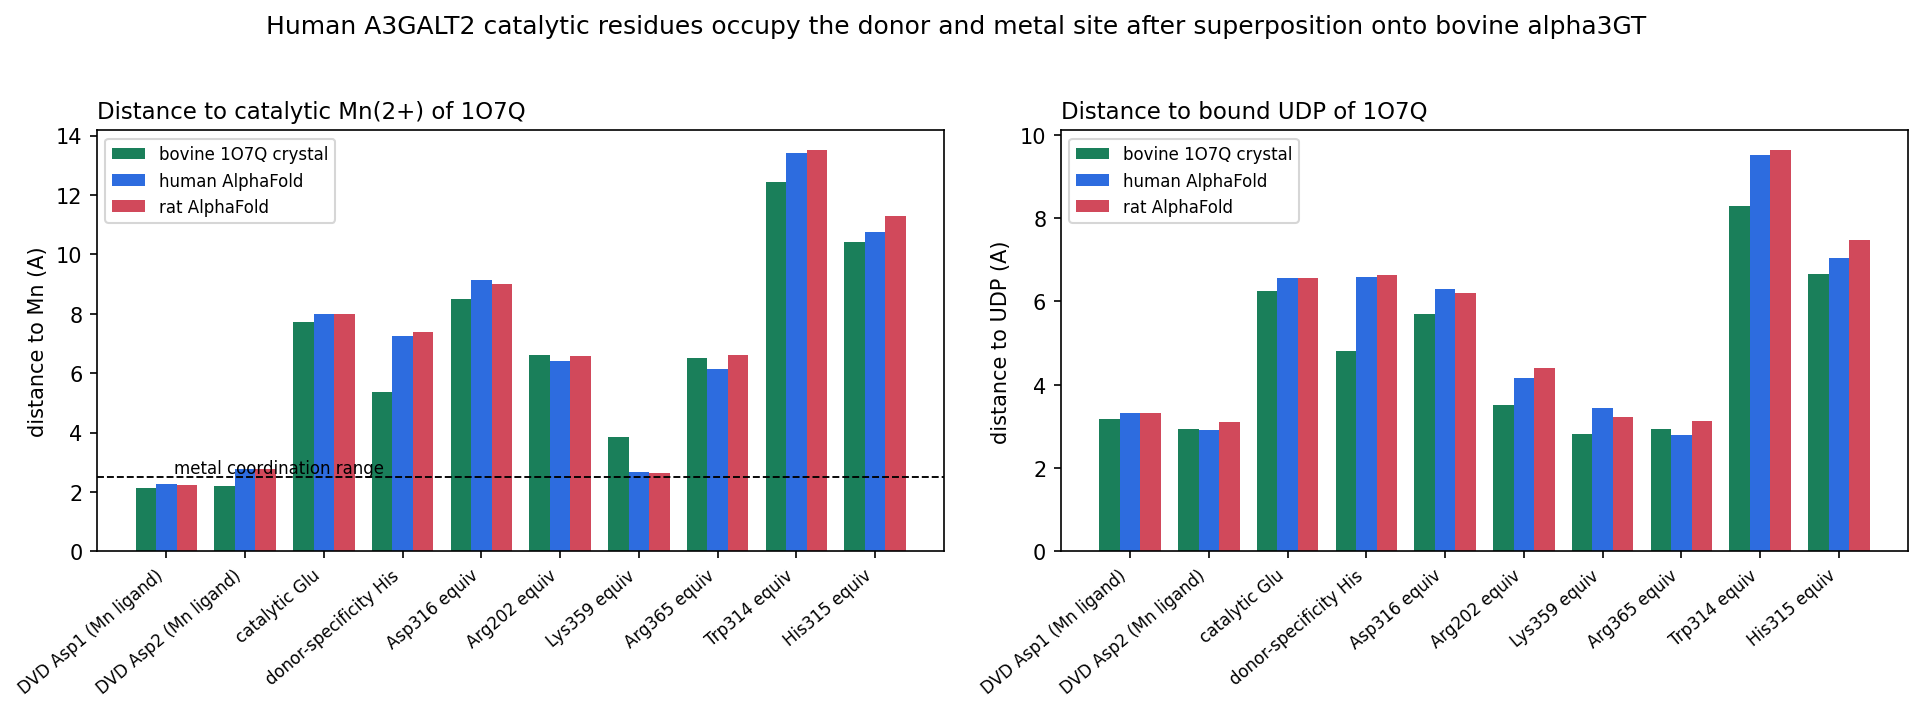 Human A3GALT2 catalytic residues occupy the donor and metal site after superposition onto bovine alpha3GT
Distance to catalytic Mn(2+) of 1O7Q
distance to Mn (A)
14
12
10
8
6
4
2
0
bovine 1O7Q crystal
human AlphaFold
rat AlphaFold
metal coordination range
DVD Asp1 (Mn ligand)
DVD Asp2 (Mn ligand)
catalytic Glu
donor-specificity His
Asp316 equiv
Arg202 equiv
Lys359 equiv
Arg365 equiv
Trp314 equiv
His315 equiv
Distance to bound UDP of 1O7Q
distance to UDP (A)
10
8
6
4
2
0
bovine 1O7Q crystal
human AlphaFold
rat AlphaFold
DVD Asp1 (Mn ligand)
DVD Asp2 (Mn ligand)
catalytic Glu
donor-specificity His
Asp316 equiv
Arg202 equiv
Lys359 equiv
Arg365 equiv
Trp314 equiv
His315 equiv